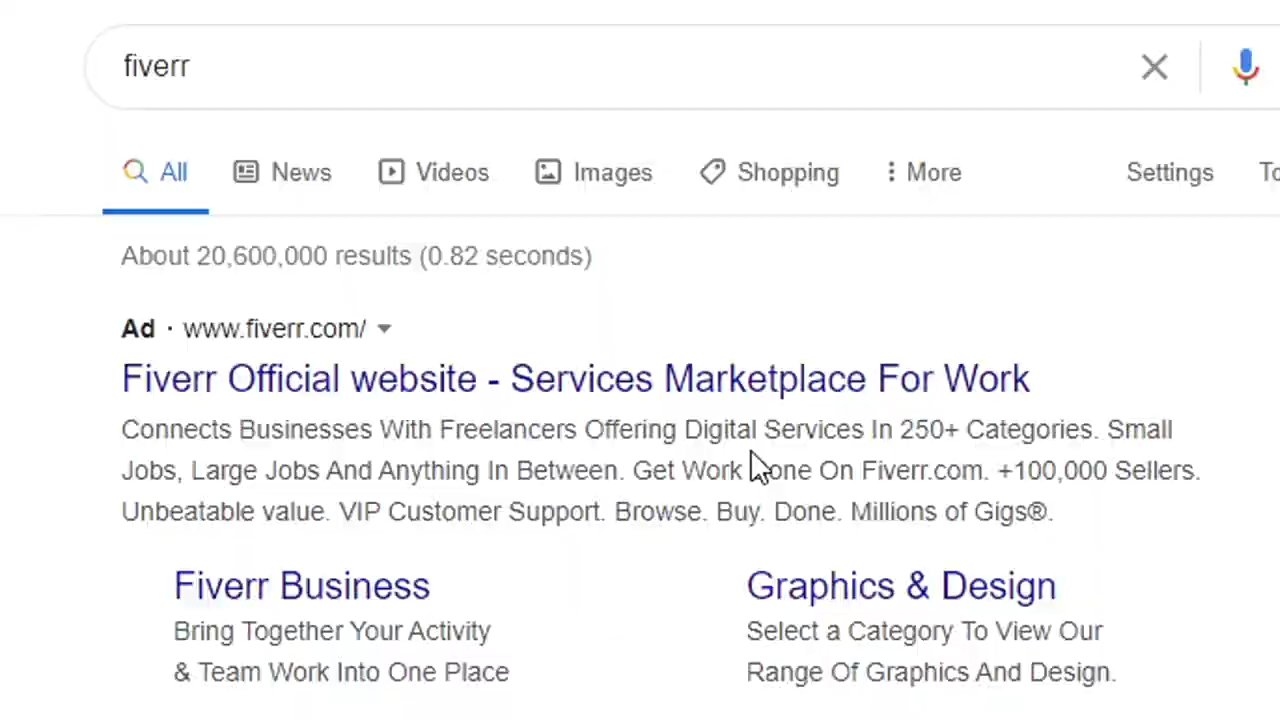 fiverr
All News Videos Images Shopping More Settings
About 20,600,000 results (0.82 seconds)
Ad · www.fiverr.com/
Fiverr Official website - Services Marketplace For Work
Connects Businesses With Freelancers Offering Digital Services In 250+ Categories. Small
Jobs, Large Jobs And Anything In Between. Get Work Done On Fiverr.com. +100,000 Sellers.
Unbeatable value. VIP Customer Support. Browse. Buy. Done. Millions of Gigs®.
Fiverr Business Graphics & Design
Bring Together Your Activity Select a Category To View Our
& Team Work Into One Place Range Of Graphics And Design.